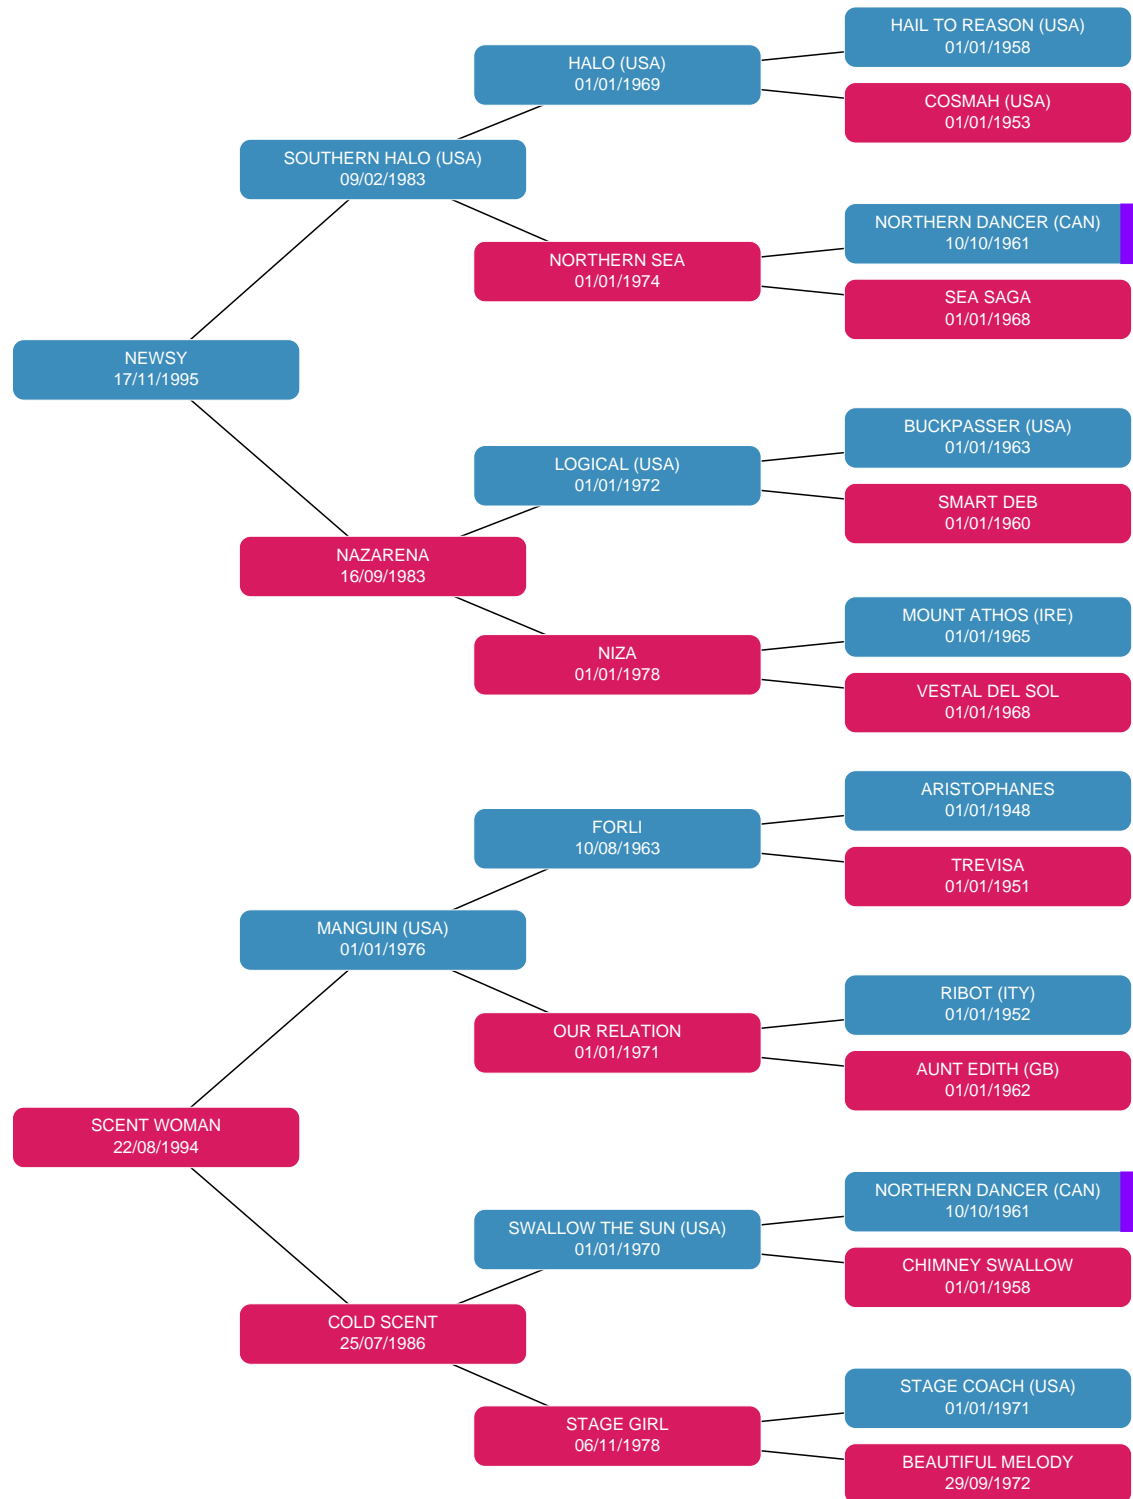 HAIL TO REASON (USA)
01/01/1958
HALO (USA)
01/01/1969
COSMAH (USA)
01/01/1953
SOUTHERN HALO (USA)
09/02/1983
NORTHERN DANCER (CAN)
10/10/1961
NORTHERN SEA
01/01/1974
SEA SAGA
01/01/1968
NEWSY
17/11/1995
BUCKPASSER (USA)
01/01/1963
LOGICAL (USA)
01/01/1972
SMART DEB
01/01/1960
NAZARENA
16/09/1983
MOUNT ATHOS (IRE)
01/01/1965
NIZA
01/01/1978
VESTAL DEL SOL
01/01/1968
ARISTOPHANES
01/01/1948
FORLI
10/08/1963
TREVISA
01/01/1951
MANGUIN (USA)
01/01/1976
RIBOT (ITY)
01/01/1952
OUR RELATION
01/01/1971
AUNT EDITH (GB)
01/01/1962
SCENT WOMAN
22/08/1994
NORTHERN DANCER (CAN)
10/10/1961
SWALLOW THE SUN (USA)
01/01/1970
CHIMNEY SWALLOW
01/01/1958
COLD SCENT
25/07/1986
STAGE COACH (USA)
01/01/1971
STAGE GIRL
06/11/1978
BEAUTIFUL MELODY
29/09/1972